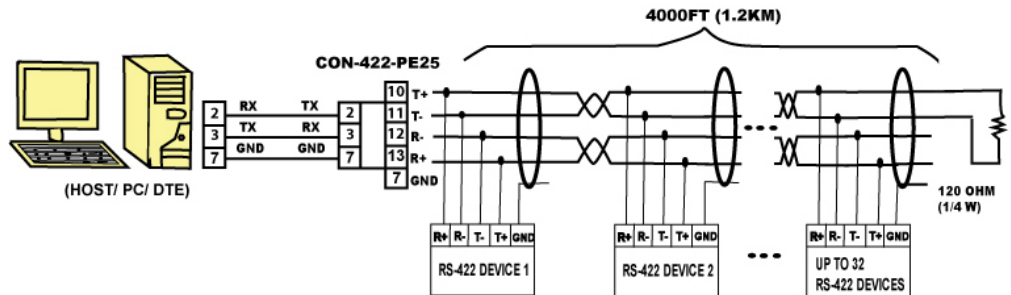 4000FT (1.2KM)
CON-422-PE25
2 RX TX 2
3 TX RX 3
7 GND GND 7
10 T+
11 T-
12 R-
13 R+
7 GND
(HOST/ PC/ DTE)
120 OHM
(1/4 W)
R+ R- T- T+ GND
RS-422 DEVICE 1
R+ R- T- T+ GND
RS-422 DEVICE 2
R+ R- T- T+ GND
UP TO 32
RS-422 DEVICES